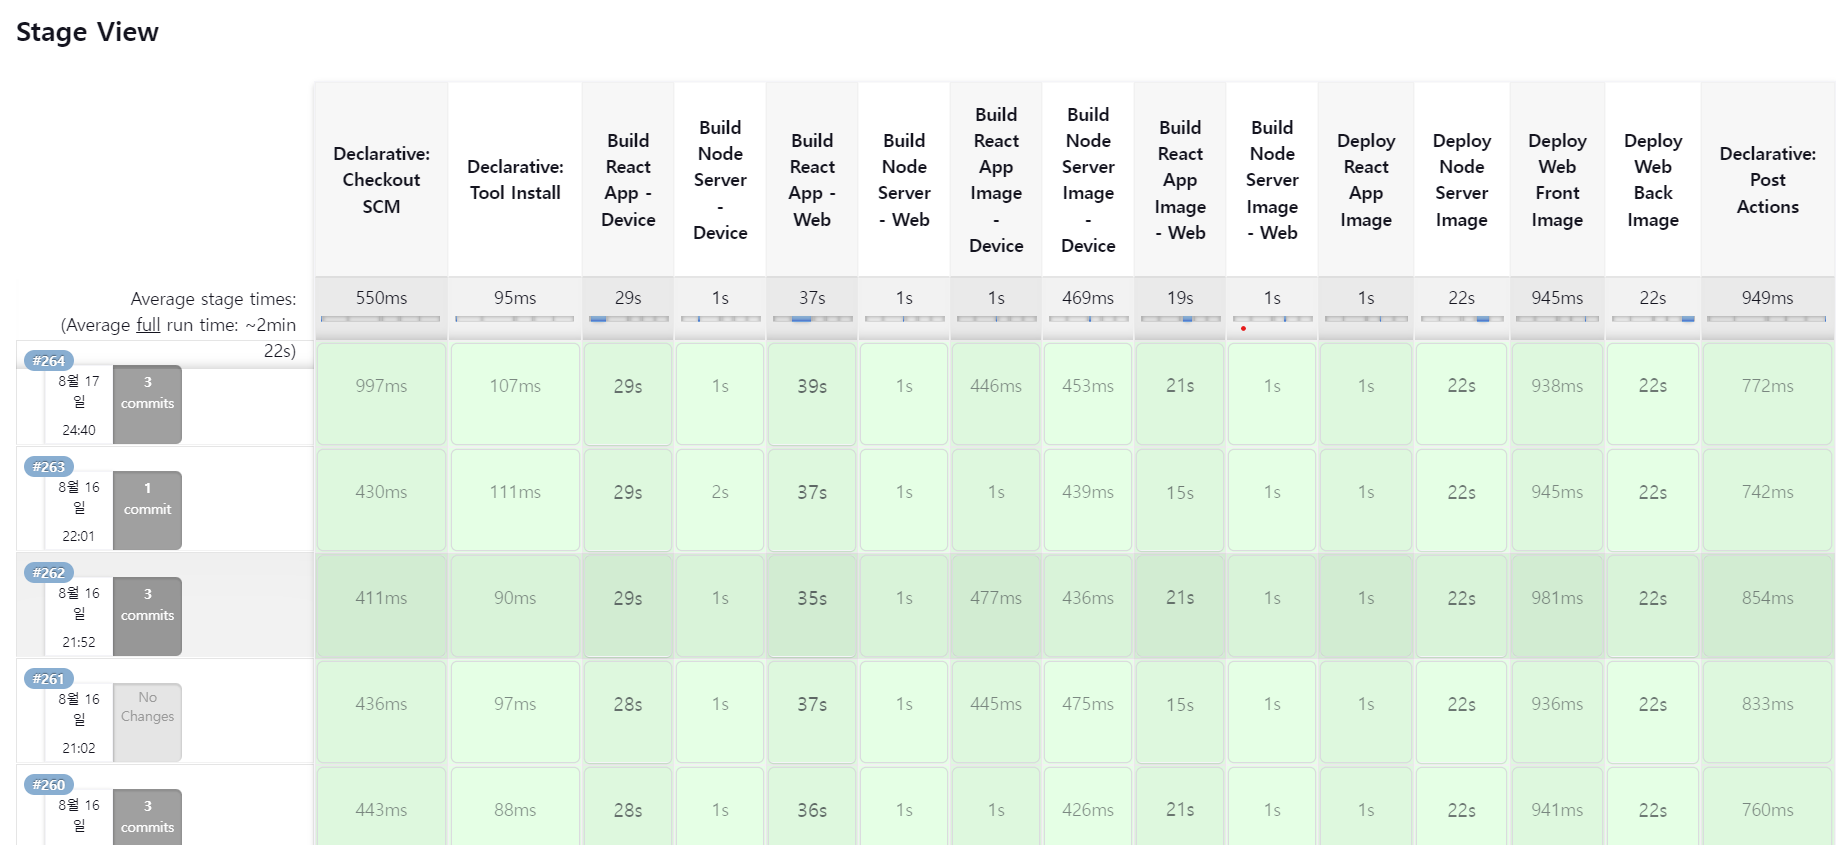 Stage View
Declarative:
Checkout
SCM
Declarative:
Tool Install
Build
React
App -
Device
Build
Node
Server
-
Device
Build
React
App -
Web
Build
Node
Server
- Web
Build
React
App
Image
-
Device
Build
Node
Server
Image
-
Device
Build
React
App
Image
- Web
Build
Node
Server
Image
- Web
Deploy
React
App
Image
Deploy
Node
Server
Image
Deploy
Web
Front
Image
Deploy
Web
Back
Image
Declarative:
Post
Actions
Average stage times:
(Average full run time: ~2min
22s)
550ms 95ms 29s 1s 37s 1s 1s 469ms 19s 1s 1s 22s 945ms 22s 949ms
#264
8월 17
일
24:40
3
commits
997ms 107ms 29s 1s 39s 1s 446ms 453ms 21s 1s 1s 22s 938ms 22s 772ms
#263
8월 16
일
22:01
1
commit
430ms 111ms 29s 2s 37s 1s 1s 439ms 15s 1s 1s 22s 945ms 22s 742ms
#262
8월 16
일
21:52
3
commits
411ms 90ms 29s 1s 35s 1s 477ms 436ms 21s 1s 1s 22s 981ms 22s 854ms
#261
8월 16
일
21:02
No
Changes
436ms 97ms 28s 1s 37s 1s 445ms 475ms 15s 1s 1s 22s 936ms 22s 833ms
#260
8월 16
일
3
commits
443ms 88ms 28s 1s 36s 1s 1s 426ms 21s 1s 1s 22s 941ms 22s 760ms